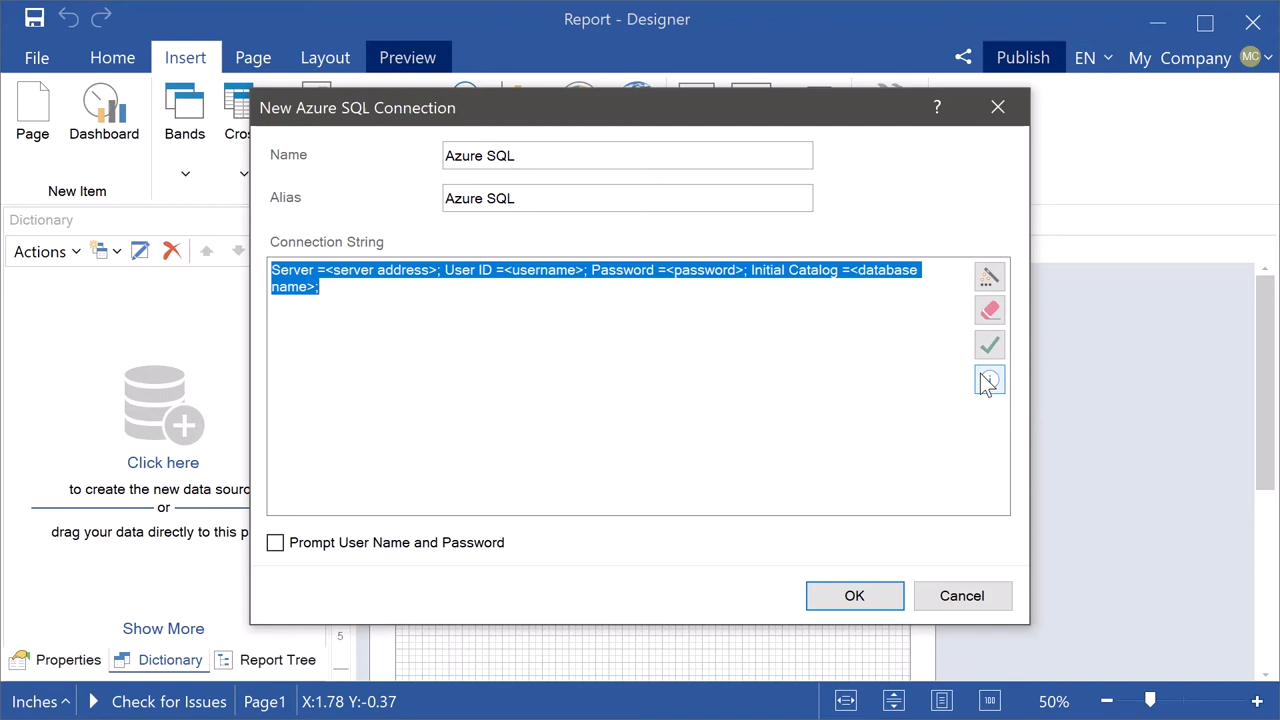 Report - Designer
File Home Insert Page Layout Preview Publish EN My Company MC
Page Dashboard Bands Cros
New Item
Dictionary
Actions
Click here
to create the new data sourc
or
drag your data directly to this p
Show More
Properties Dictionary Report Tree
New Azure SQL Connection ?
Name Azure SQL
Alias Azure SQL
Connection String
Server =<server address>; User ID =<username>; Password =<password>; Initial Catalog =<database
name>;
Prompt User Name and Password
OK Cancel
5
Inches Check for Issues Page1 X:1.78 Y:-0.37 100 50%